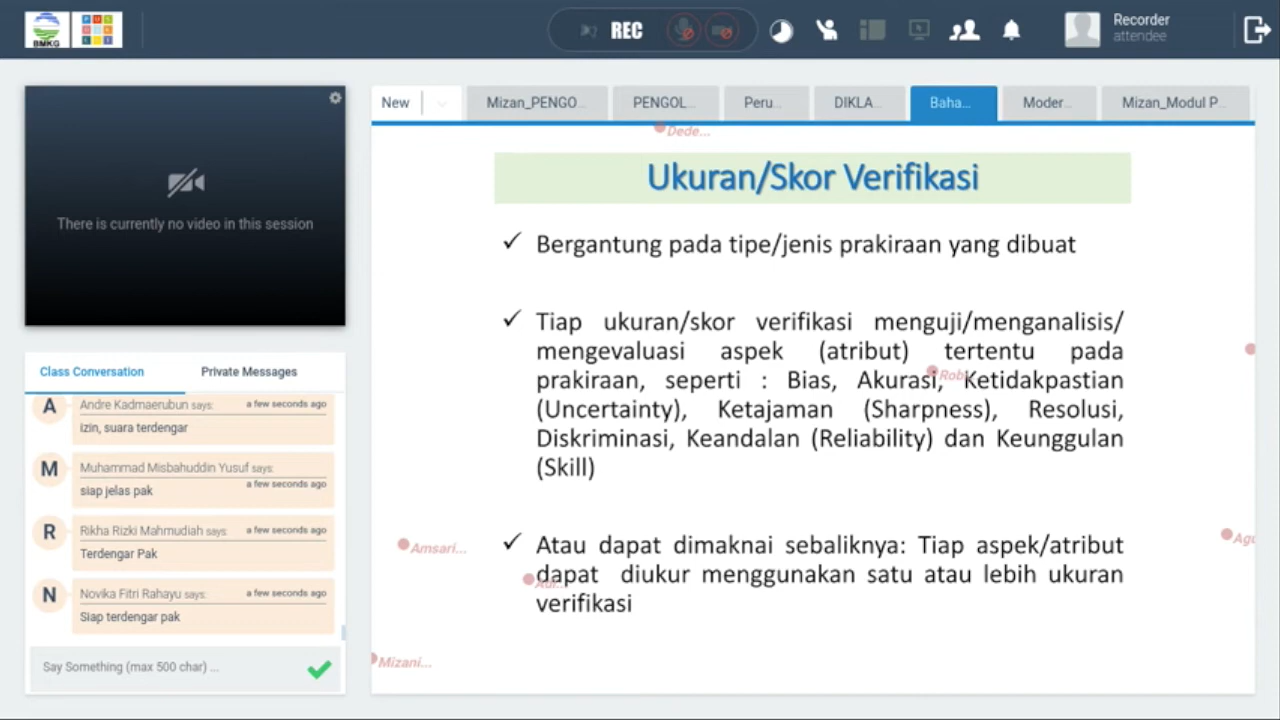 BMKG
REC
Recorder
attendee
There is currently no video in this session
Class Conversation
Private Messages
Andre Kadmaerubun says: a few seconds ago
izin, suara terdengar
A
Muhammad Misbahuddin Yusuf says:
a few seconds ago
siap jelas pak
M
Rikha Rizki Mahmudiah says: a few seconds ago
Terdengar Pak
R
Novika Fitri Rahayu says: a few seconds ago
Siap terdengar pak
N
Say Something (max 500 char) ...
New
Mizan_PENGO...
PENGOL...
Peru...
DIKLA...
Baha...
Moder...
Mizan_Modul P...
Dede...
Ukuran/Skor Verifikasi
✓ Bergantung pada tipe/jenis prakiraan yang dibuat
✓ Tiap ukuran/skor verifikasi menguji/menganalisis/
mengevaluasi aspek (atribut) tertentu pada
prakiraan, seperti : Bias, Akurasi, Ketidakpastian
(Uncertainty), Ketajaman (Sharpness), Resolusi,
Diskriminasi, Keandalan (Reliability) dan Keunggulan
(Skill)
✓ Atau dapat dimaknai sebaliknya: Tiap aspek/atribut
dapat diukur menggunakan satu atau lebih ukuran
verifikasi
Amsari...
Mizani...